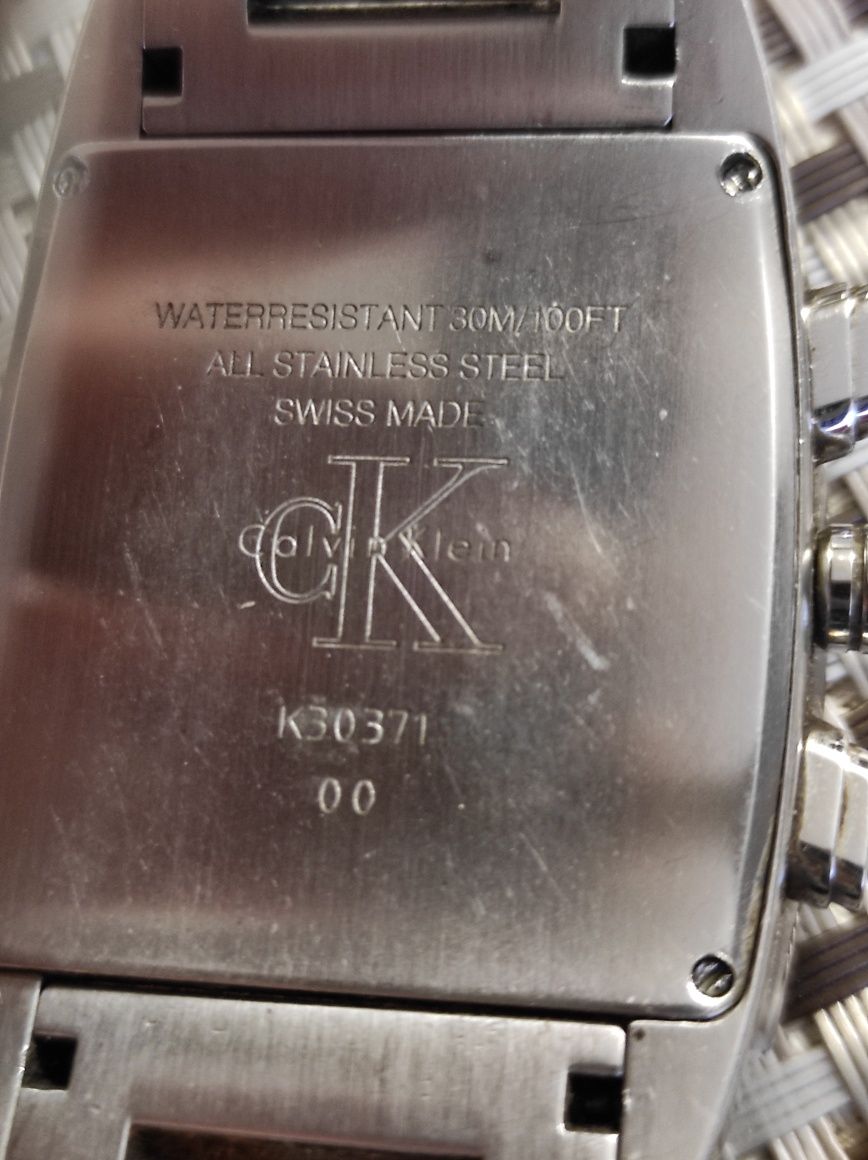 WATERRESISTANT 30M/100FT
ALL STAINLESS STEEL
SWISS MADE
cK
Calvin Klein
K30371
00